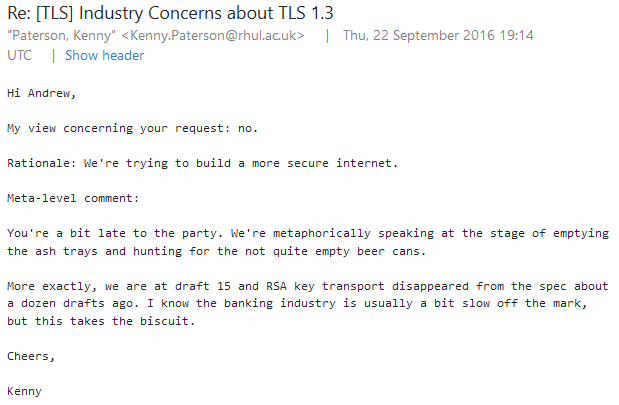 Re: [TLS] Industry Concerns about TLS 1.3
"Paterson, Kenny" <Kenny.Paterson@rhul.ac.uk> | Thu, 22 September 2016 19:14
UTC | Show header
Hi Andrew,
My view concerning your request: no.
Rationale: We're trying to build a more secure internet.
Meta-level comment:
You're a bit late to the party. We're metaphorically speaking at the stage of emptying
the ash trays and hunting for the not quite empty beer cans.
More exactly, we are at draft 15 and RSA key transport disappeared from the spec about
a dozen drafts ago. I know the banking industry is usually a bit slow off the mark,
but this takes the biscuit.
Cheers,
Kenny